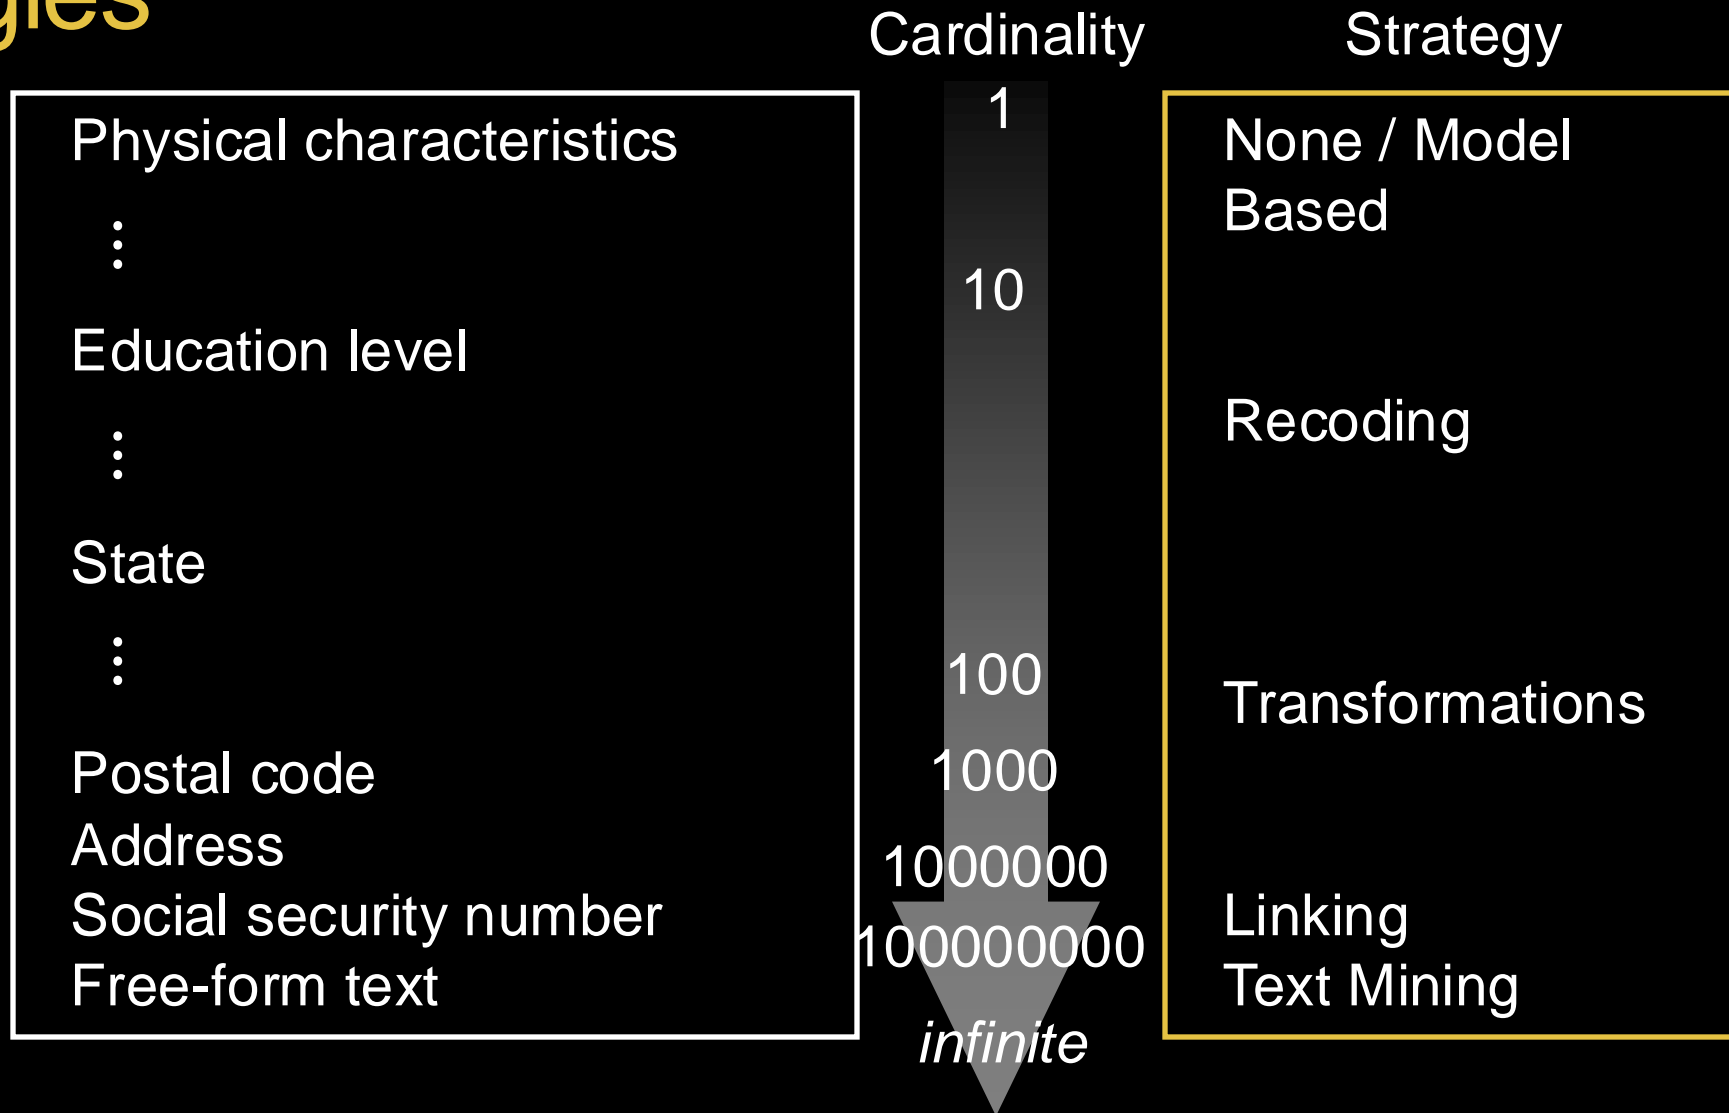 Cardinality
Strategy
Physical characteristics
Education level
State
Postal code
Address
Social security number
Free-form text
1
10
100
1000
1000000
100000000
infinite
None / Model
Based
Recoding
Transformations
Linking
Text Mining